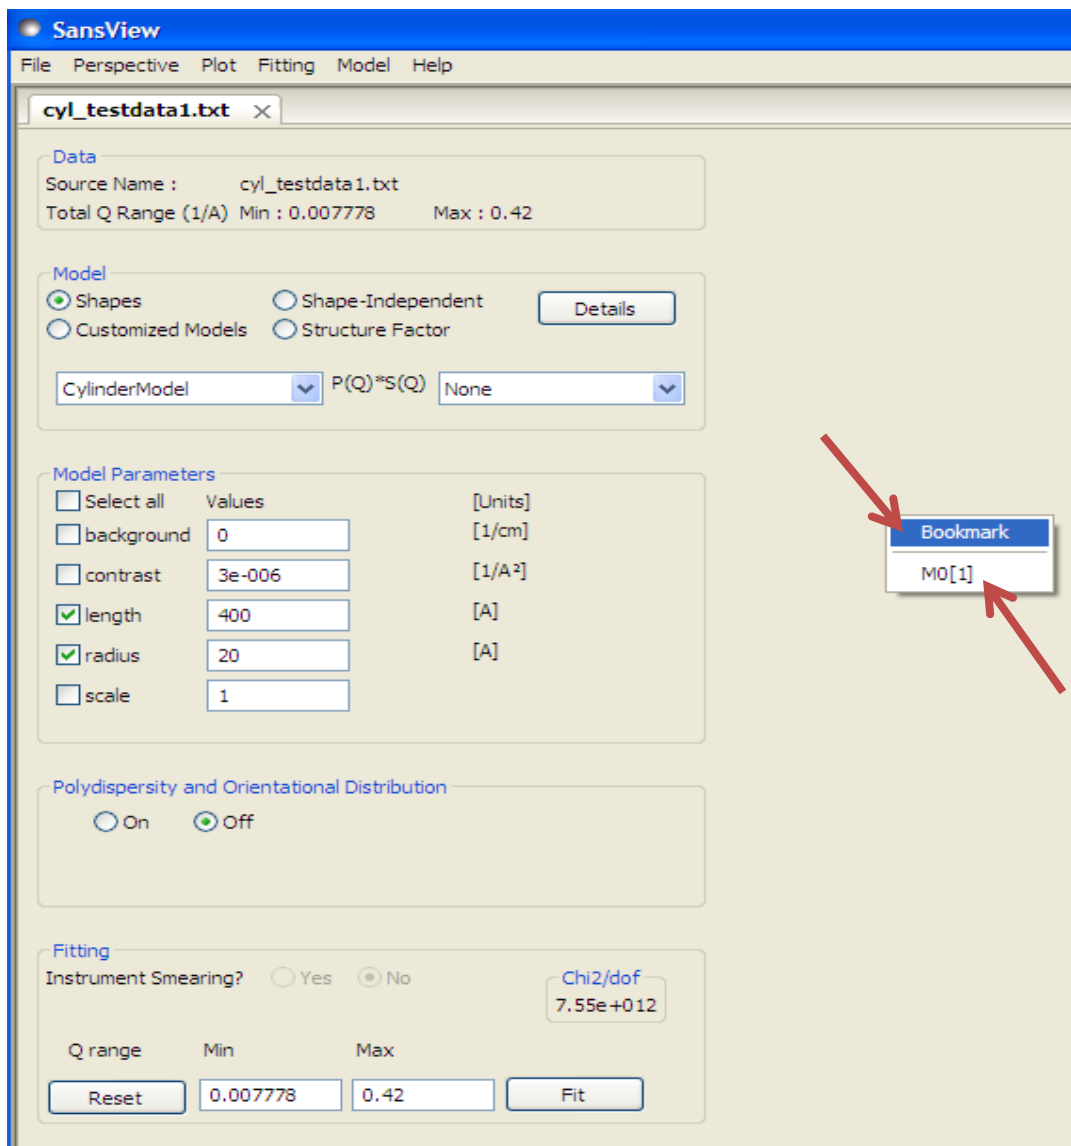 SansView
File Perspective Plot Fitting Model Help
cyl_testdata1.txt
Data
Source Name : cyl_testdata1.txt
Total Q Range (1/A) Min : 0.007778 Max : 0.42
Model
Shapes Shape-Independent Details
Customized Models Structure Factor
CylinderModel P(Q)*S(Q) None
Model Parameters
Select all Values [Units]
background 0 [1/cm]
Bookmark
contrast 3e-006 [1/A²]
M0[1]
length 400 [A]
radius 20 [A]
scale 1
Polydispersity and Orientational Distribution
On Off
Fitting
Instrument Smearing? Yes No Chi2/dof
7.55e+012
Q range Min Max
Reset 0.007778 0.42 Fit